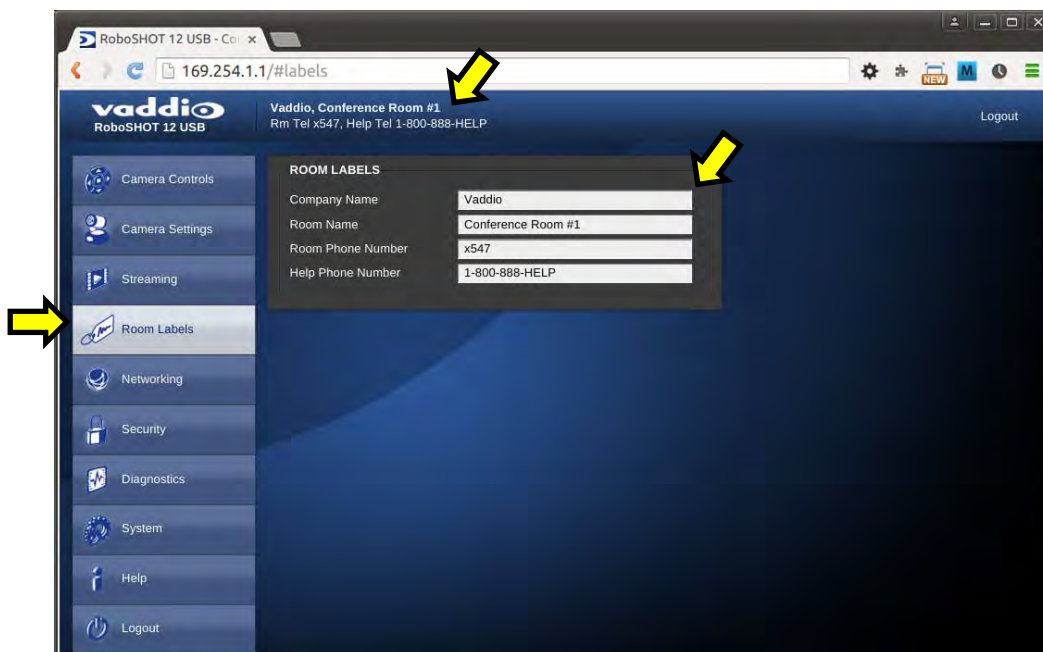 RoboSHOT 12 USB - Co
169.254.1.1/#labels
NEW
M
vaddio
RoboSHOT 12 USB
Vaddio, Conference Room #1
Rm Tel x547, Help Tel 1-800-888-HELP
Logout
Camera Controls
Camera Settings
Streaming
Room Labels
Networking
Security
Diagnostics
System
Help
Logout
ROOM LABELS
Company Name Vaddio
Room Name Conference Room #1
Room Phone Number x547
Help Phone Number 1-800-888-HELP